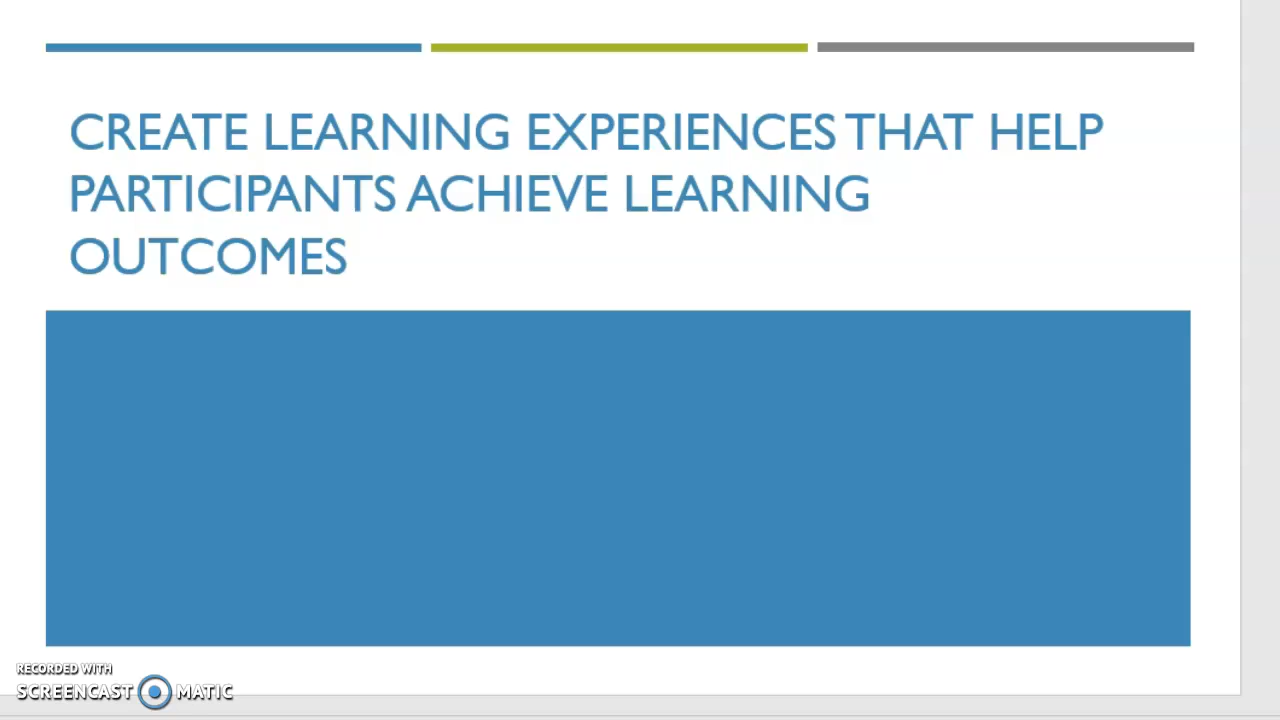 CREATE LEARNING EXPERIENCES THAT HELP
PARTICIPANTS ACHIEVE LEARNING
OUTCOMES
RECORDED WITH
SCREENCAST MATIC